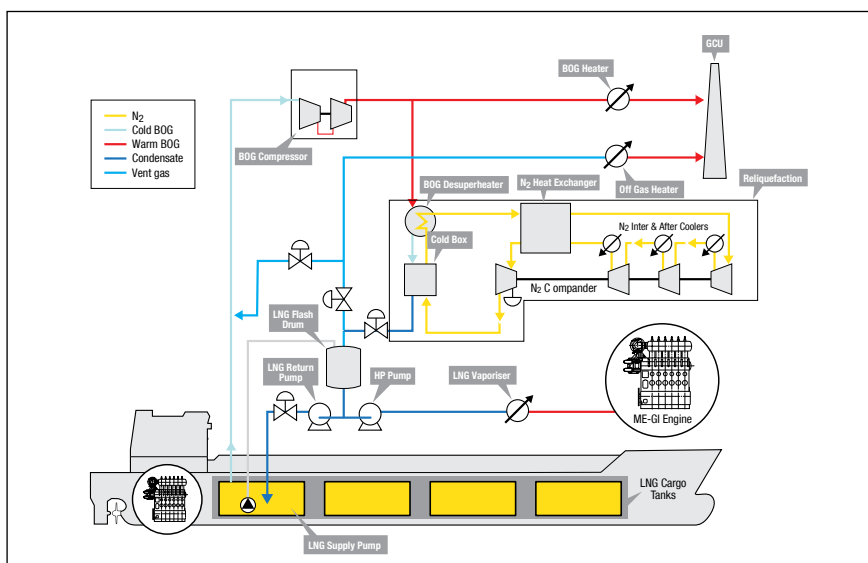 GCU
BOG Heater
N2
Cold BOG
Warm BOG
Condensate
Vent gas
BOG Compressor
BOG Desuperheater
N2 Heat Exchanger
Off Gas Heater
Reliquefaction
N2 Inter & After Coolers
Cold Box
N2 C ompander
LNG Flash
Drum
LNG Return
Pump
HP Pump
LNG Vaporiser
ME-GI Engine
LNG Cargo
Tanks
LNG Supply Pump